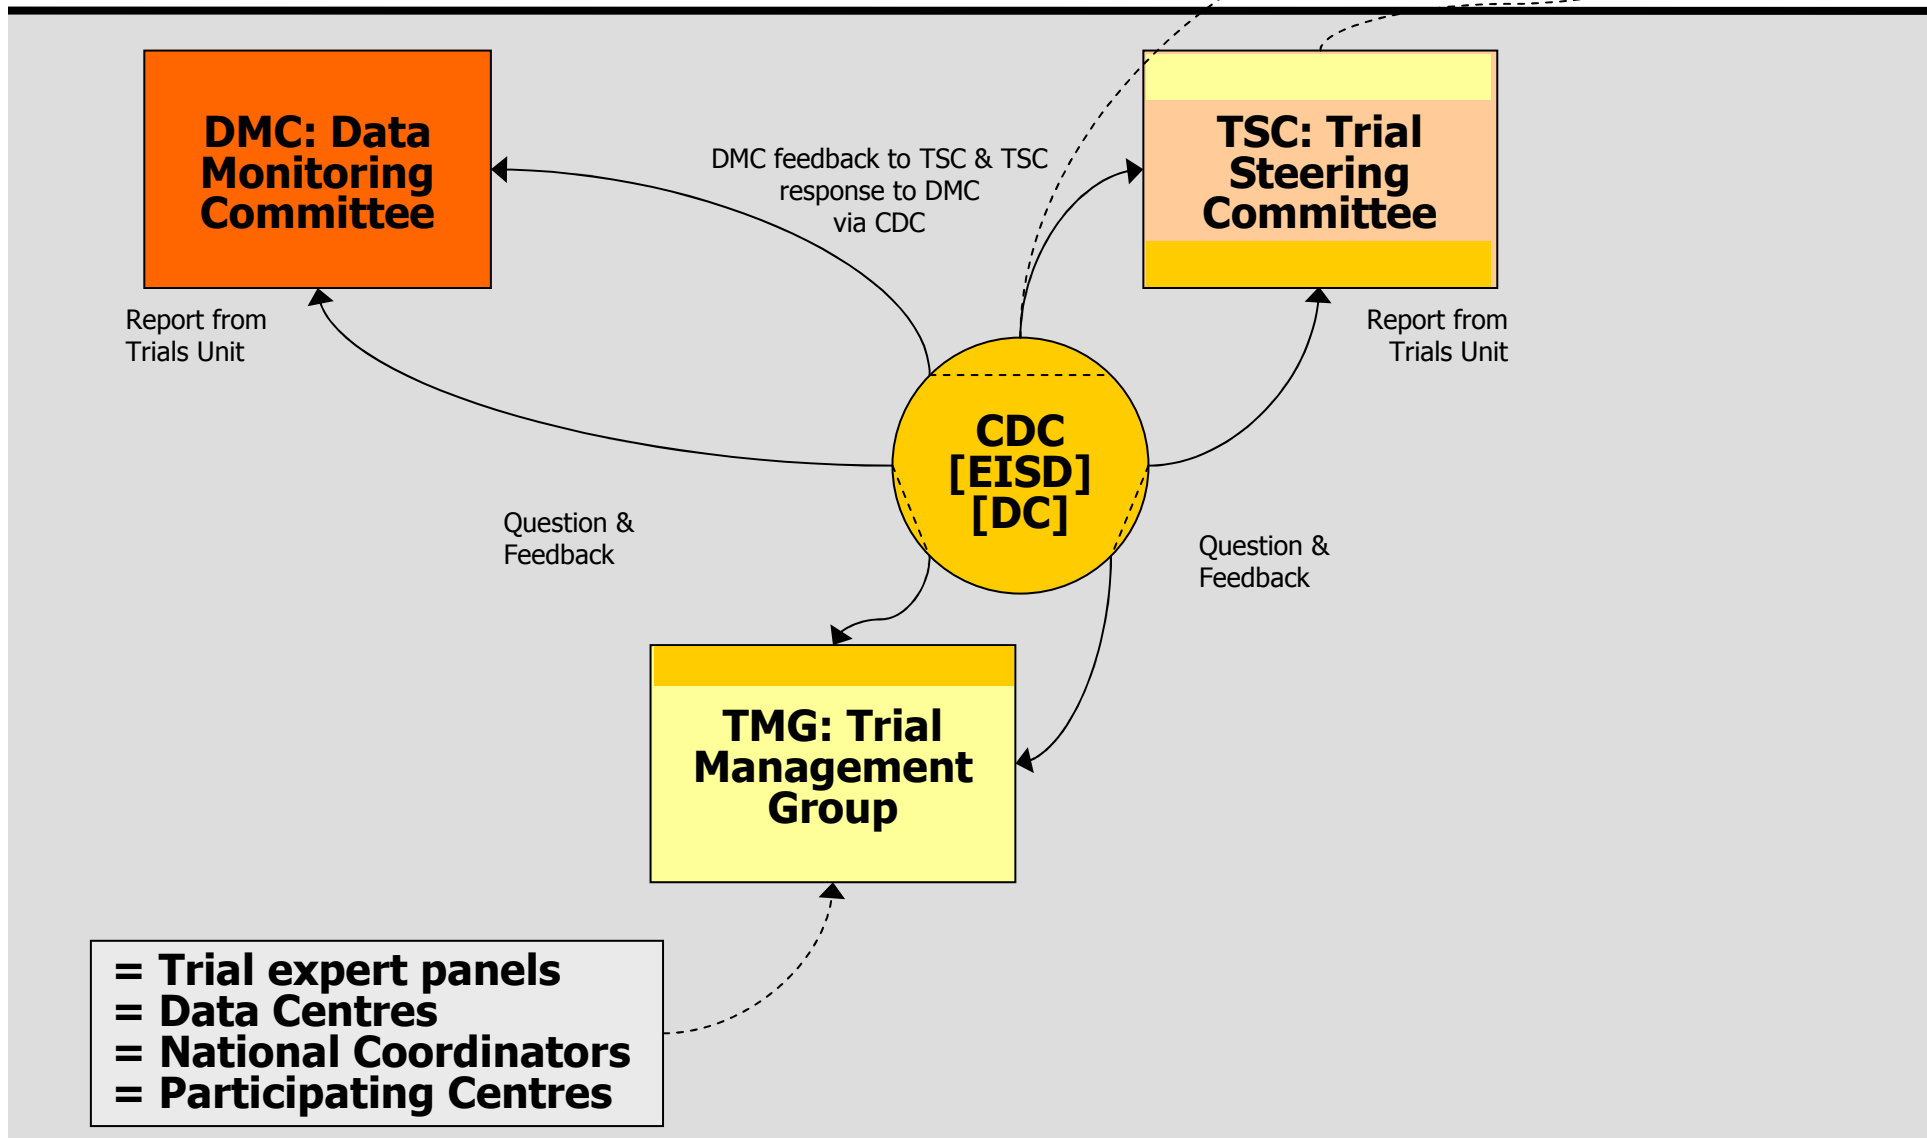 DMC: Data
Monitoring
Committee
DMC feedback to TSC & TSC
response to DMC
via CDC
TSC: Trial
Steering
Committee
Report from
Trials Unit
Report from
Trials Unit
CDC
[EISD]
[DC]
Question &
Feedback
Question &
Feedback
TMG: Trial
Management
Group
= Trial expert panels
= Data Centres
= National Coordinators
= Participating Centres